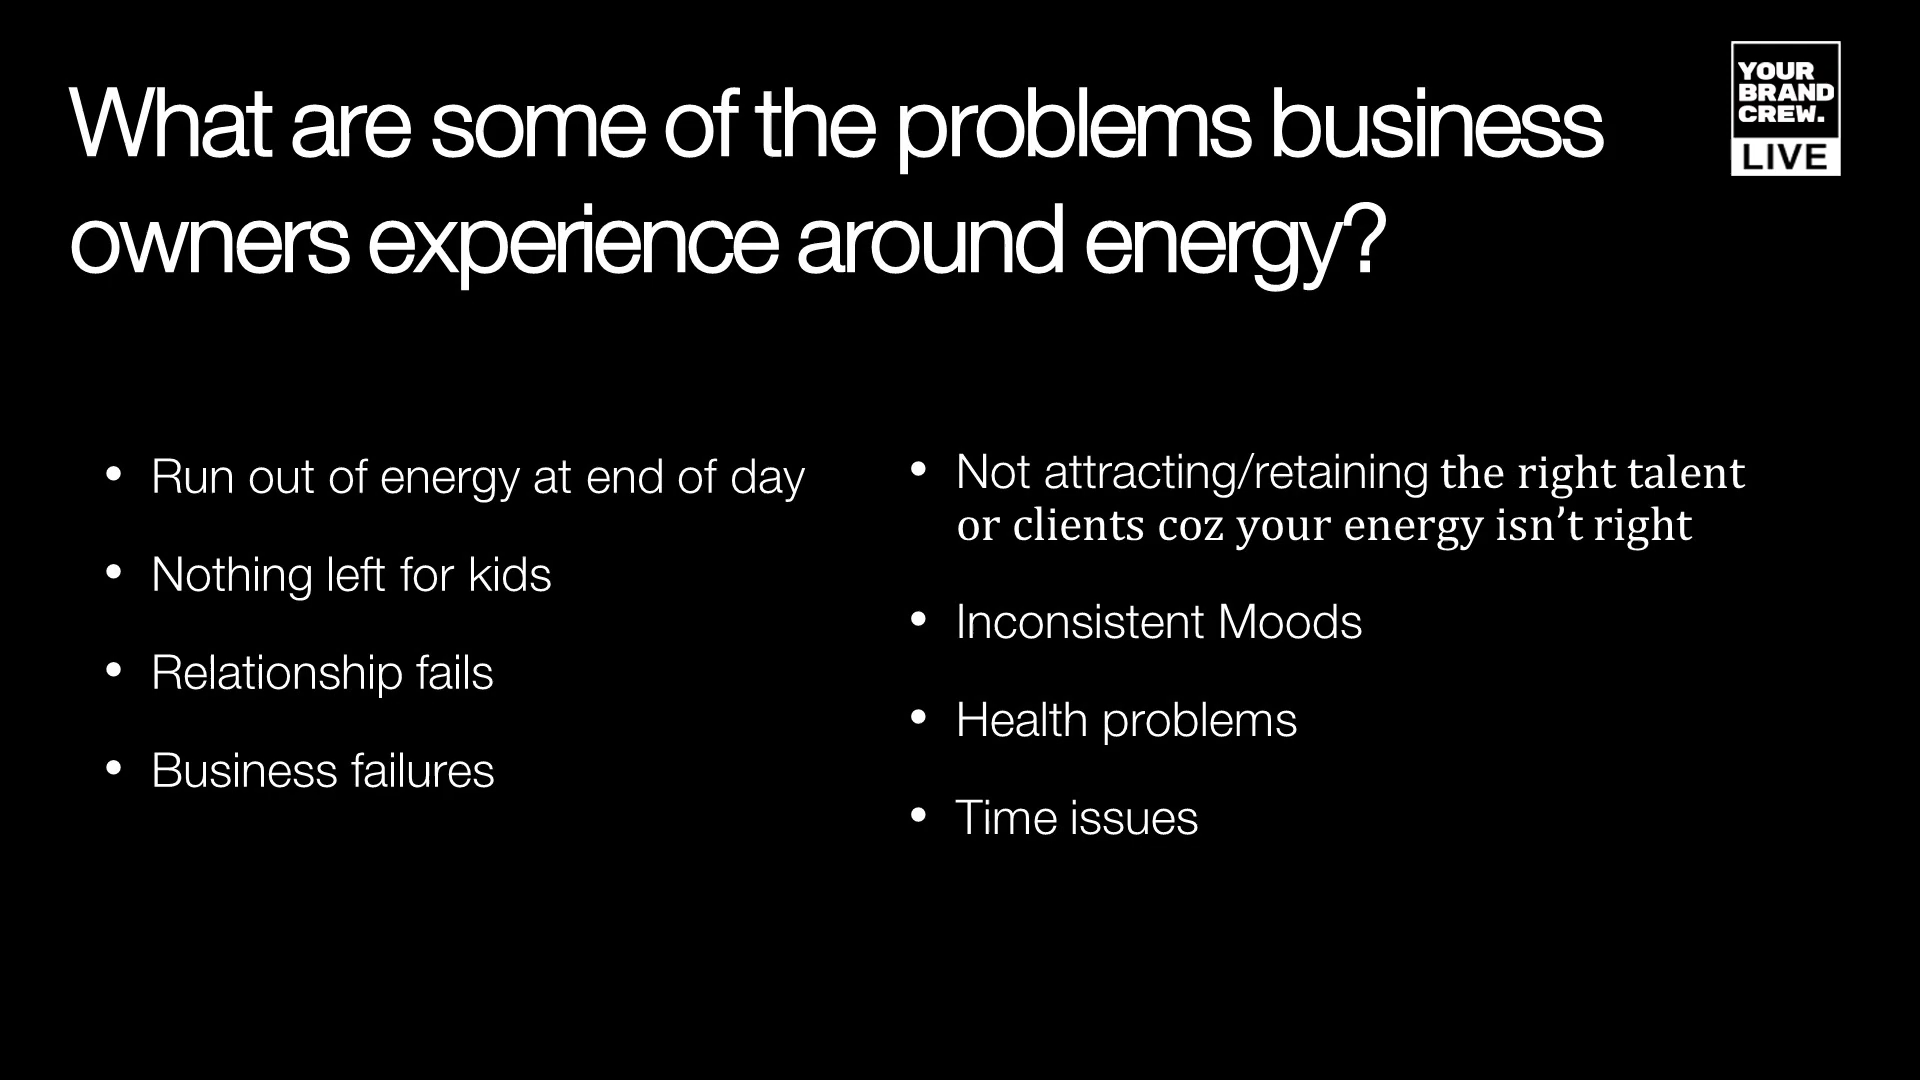 What are some of the problems business
owners experience around energy?
YOUR
BRAND
CREW.
LIVE
• Run out of energy at end of day
• Nothing left for kids
• Relationship fails
• Business failures
• Not attracting/retaining the right talent
or clients coz your energy isn’t right
• Inconsistent Moods
• Health problems
• Time issues